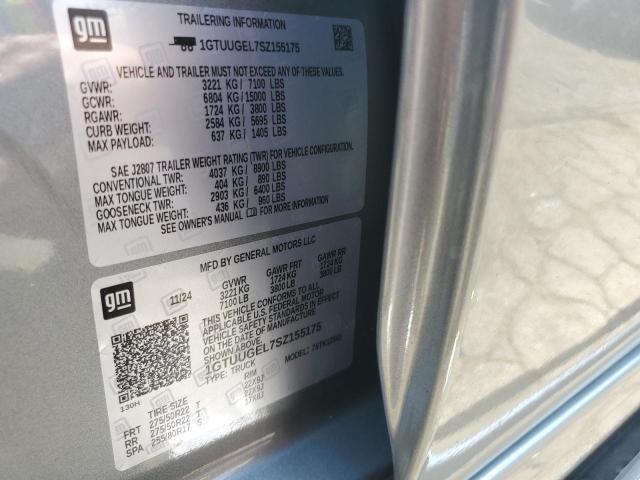 gm
TRAILERING INFORMATION
1GTUUGEL7SZ155175
VEHICLE AND TRAILER MUST NOT EXCEED ANY OF THESE VALUES.
GVWR: 3221 KG / 7100 LBS
GCWR: 6804 KG / 15000 LBS
RGAWR: 1724 KG / 3800 LBS
CURB WEIGHT: 2584 KG / 5695 LBS
MAX PAYLOAD: 637 KG / 1405 LBS
SAE J2807 TRAILER WEIGHT RATING (TWR) FOR VEHICLE CONFIGURATION.
CONVENTIONAL TWR: 4037 KG / 8900 LBS
MAX TONGUE WEIGHT: 404 KG / 890 LBS
GOOSENECK TWR: 2903 KG / 6400 LBS
MAX TONGUE WEIGHT: 436 KG / 960 LBS
SEE OWNER'S MANUAL FOR MORE INFORMATION
gm
MFD BY GENERAL MOTORS LLC
11/24 GVWR GAWR FRT GAWR RR
3221KG 1724KG 1724KG
7100LB 3800LB 3800LB
THIS VEHICLE CONFORMS TO ALL
APPLICABLE U.S. FEDERAL MOTOR
VEHICLE SAFETY STANDARDS IN EFFECT
ON THE DATE OF MANUFACTURE
SHOWN ABOVE.
1GTUUGEL7SZ155175
TYPE: TRUCK MODEL:
130H
TIRE SIZE RIM
FRT 275/50R22 T 22X9J
RR 275/50R22 T 22X9J
SPA 255/80R17 S 17X8J